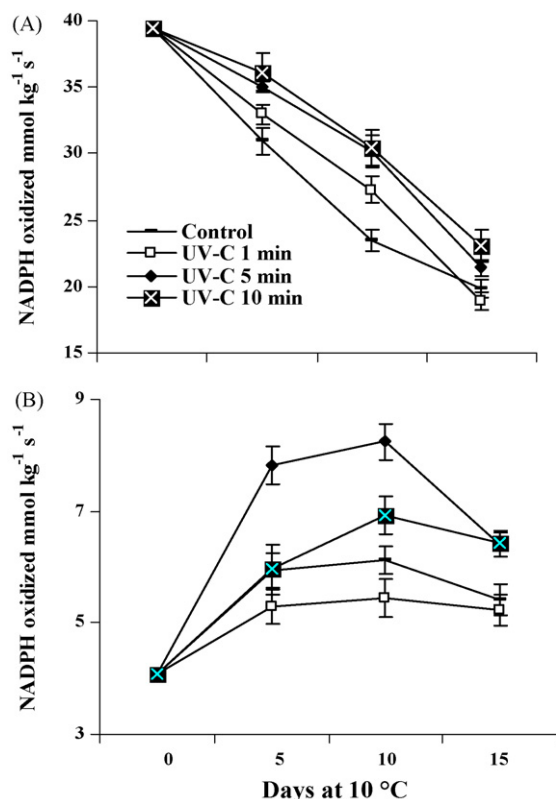 (A)
NADPH oxidized mmol kg-1 s-1
40
35
30
25
20
15
Control
UV-C 1 min
UV-C 5 min
UV-C 10 min
(B)
NADPH oxidized mmol kg-1 s-1
9
7
5
3
0 5 10 15
Days at 10 °C